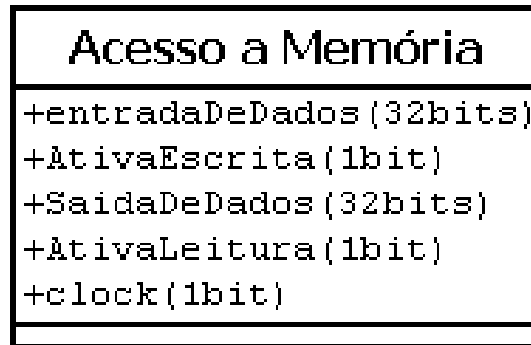 Acesso a Memória
+entradaDeDados(32bits)
+AtivaEscrita(1bit)
+SaidaDeDados(32bits)
+AtivaLeitura(1bit)
+clock(1bit)